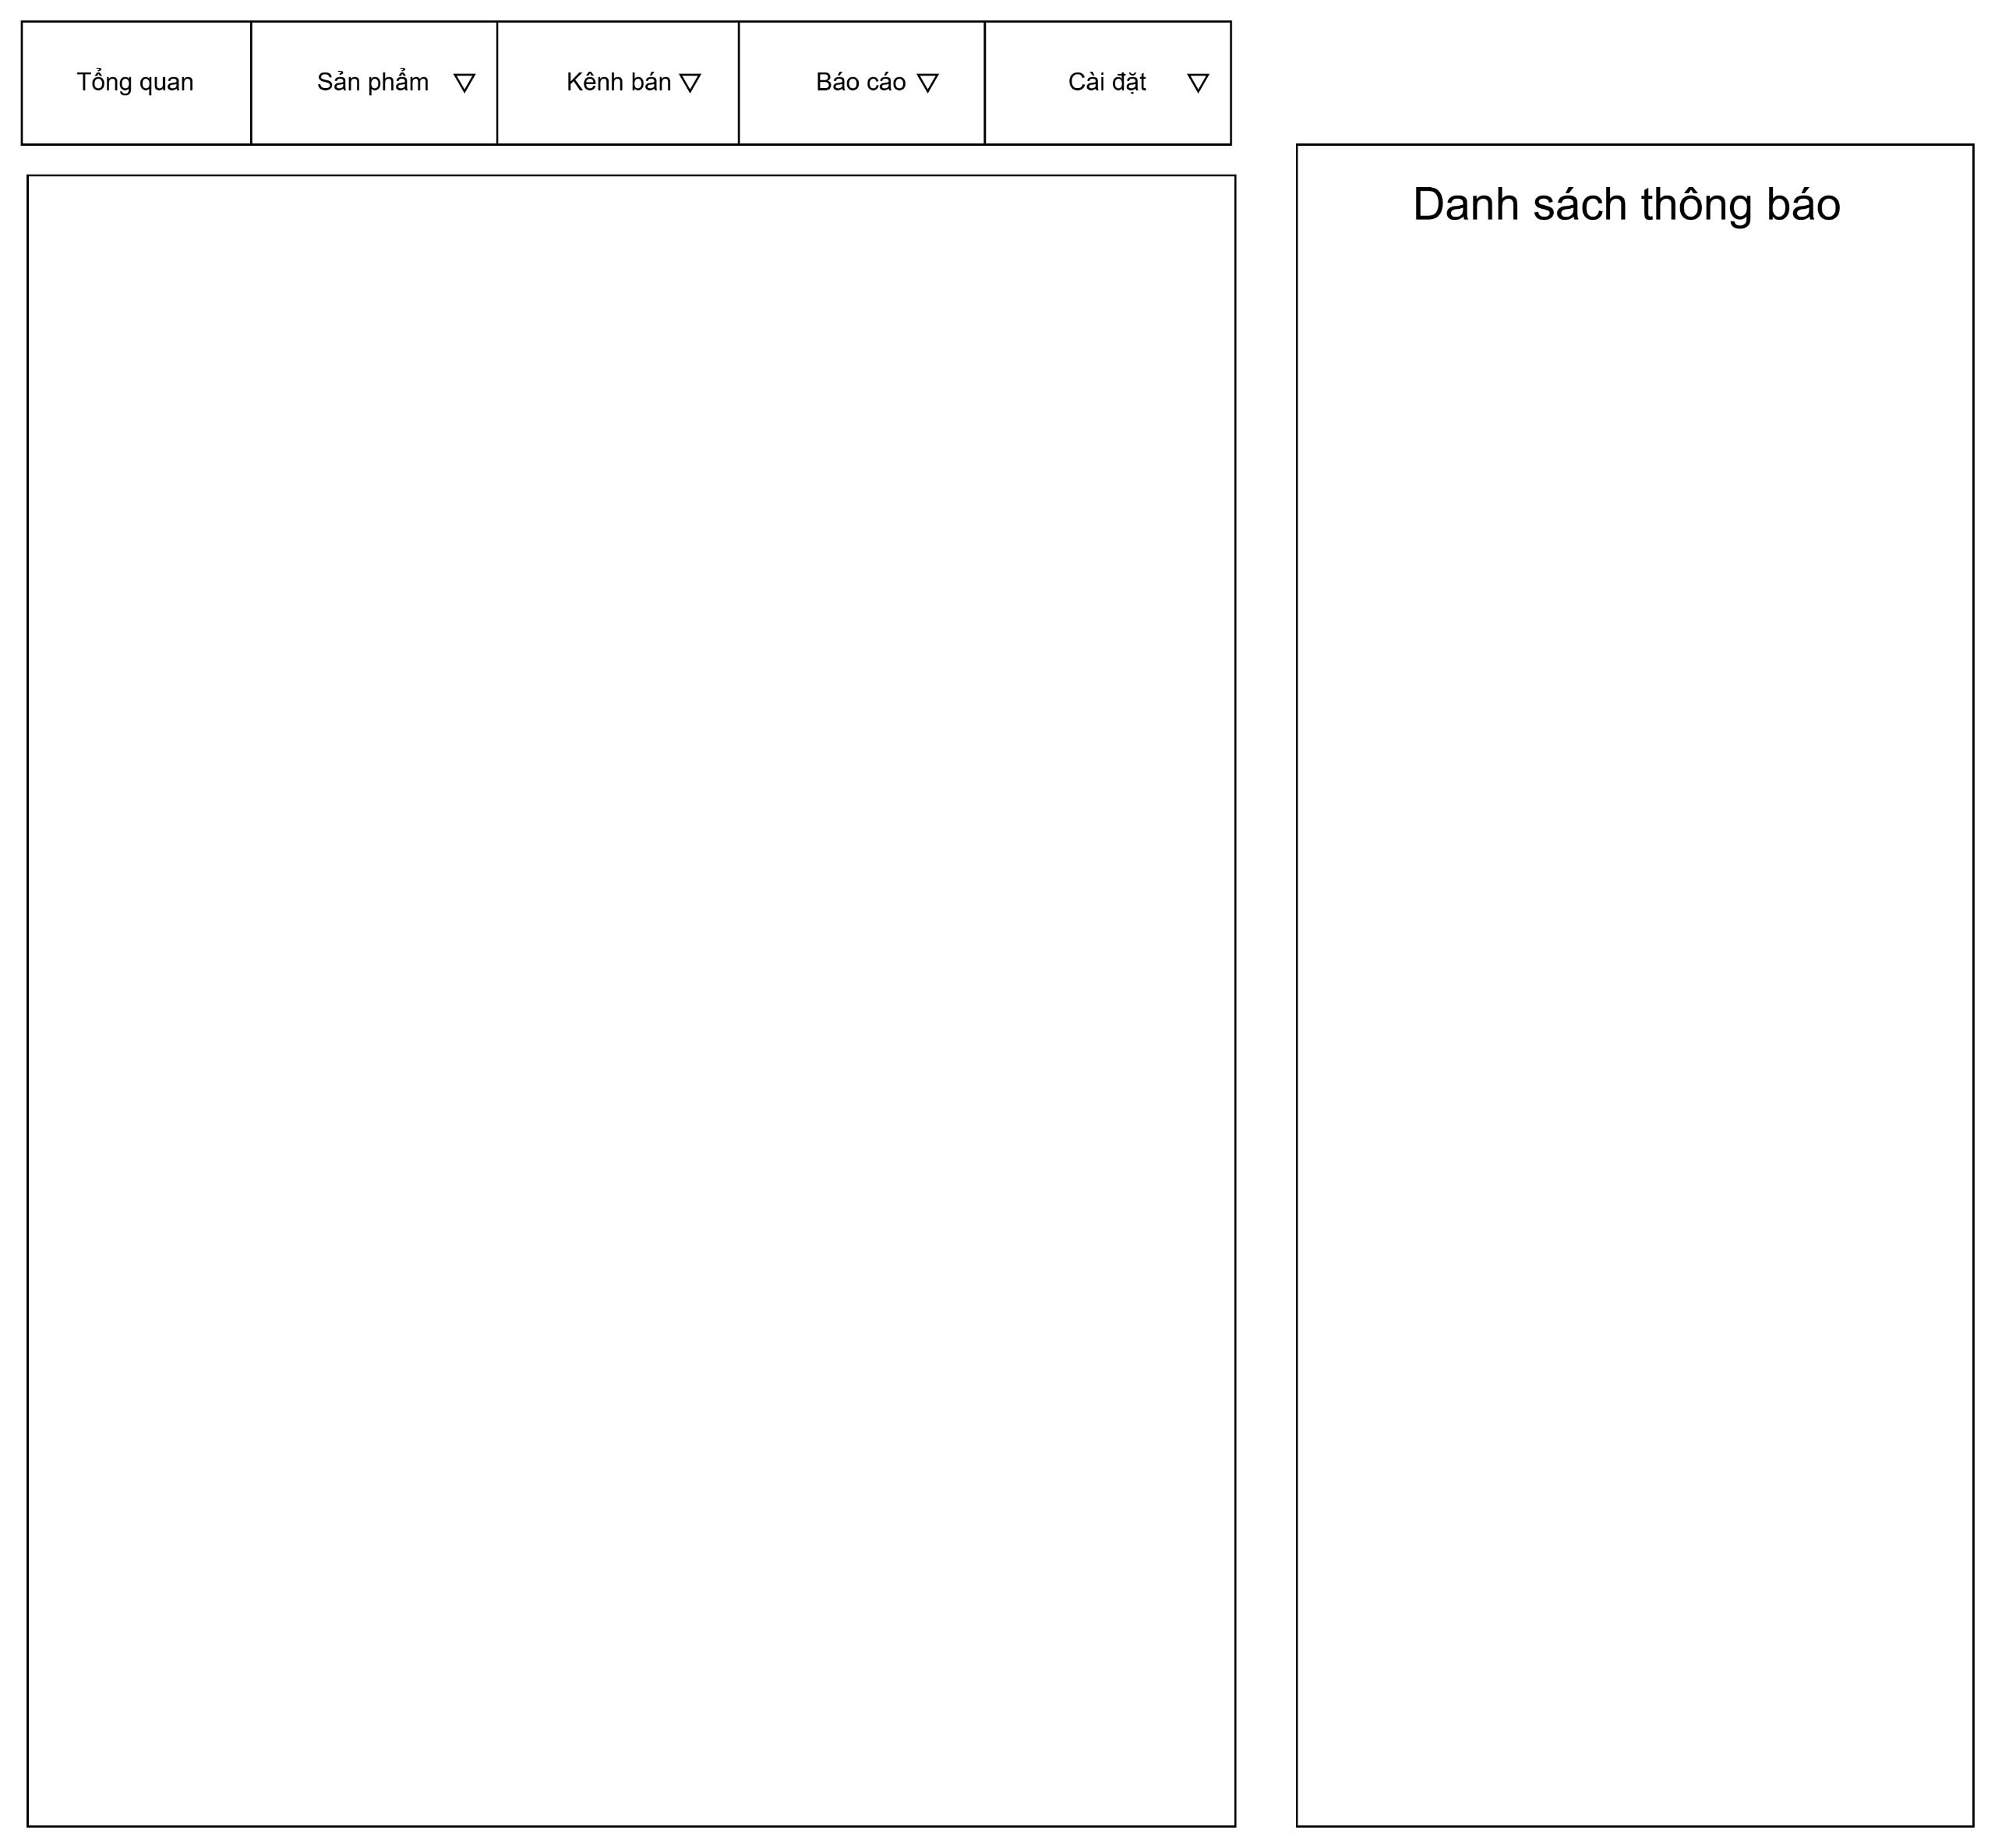 Tổng quan
Sản phẩm
Kênh bán
Báo cáo
Cài đặt
Danh sách thông báo